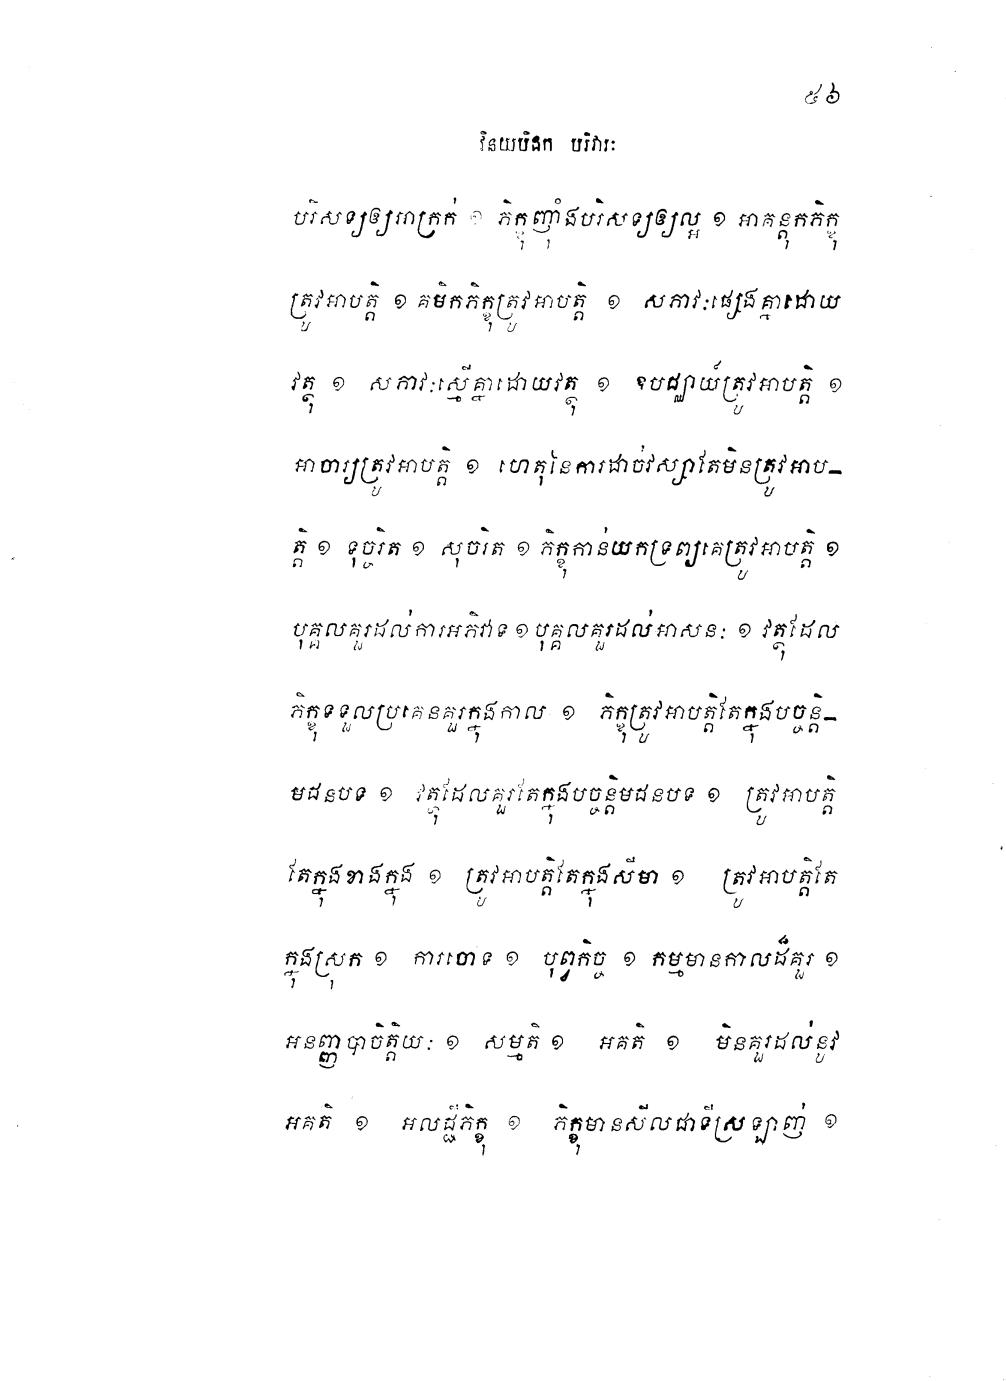 ៥៦
វិនយបិដក បរិវារៈ
បរិសទ្យឲ្យអាក្រក់ ១ ភិក្ខុញ៉ាំងបរិសទ្យឲ្យល្អ ១ អាគន្តុកភិក្ខុ
ត្រូវអាបត្តិ ១ គមិកភិក្ខុត្រូវអាបត្តិ ១ សភាវៈផ្សេងគ្នាដោយ
វត្ថុ ១ សភាវៈស្មើគ្នាដោយវត្ថុ ១ ឧបជ្ឈាយ៍ត្រូវអាបត្តិ ១
អាចារ្យត្រូវអាបត្តិ ១ ហេតុនៃការដាច់វស្សាតែមិនត្រូវអាប-
ត្តិ ១ ទុច្ចរិត ១ សុចរិត ១ ភិក្ខុកាន់យកទ្រព្យគេត្រូវអាបត្តិ ១
បុគ្គលគួរដល់ការអភិវាទ ១ បុគ្គលគួរដល់អាសនៈ ១ វត្ថុដែល
ភិក្ខុទទួលប្រគេនគួរក្នុងកាល ១ ភិក្ខុត្រូវអាបត្តិតែក្នុងបច្ចន្តិ-
មជនបទ ១ វត្ថុដែលគួរតែក្នុងបច្ចន្តិមជនបទ ១ ត្រូវអាបត្តិ
តែក្នុងខាងក្នុង ១ ត្រូវអាបត្តិតែក្នុងសីមា ១ ត្រូវអាបត្តិតែ
ក្នុងស្រុក ១ ការចោទ ១ បុព្វកិច្ច ១ កម្មមានកាលដ៏គួរ ១
អនញ្ញបាចិត្តិយៈ ១ សម្មតិ ១ អគតិ ១ មិនគួរដល់នូវ
អគតិ ១ អលជ្ជីភិក្ខុ ១ ភិក្ខុមានសីលជាទីស្រឡាញ់ ១